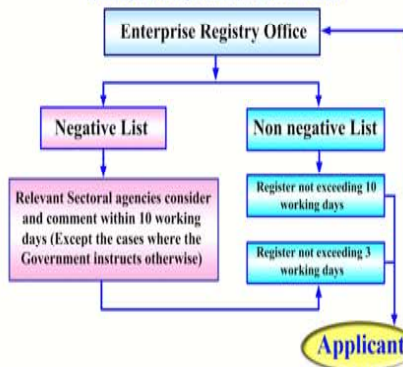 Enterprise Registry Office
Negative List
Non negative List
Relevant Sectoral agencies consider
and comment within 10 working
days (Except the cases where the
Government instructs otherwise)
Register not exceeding 10
working days
Register not exceeding 3
working days
Applicant